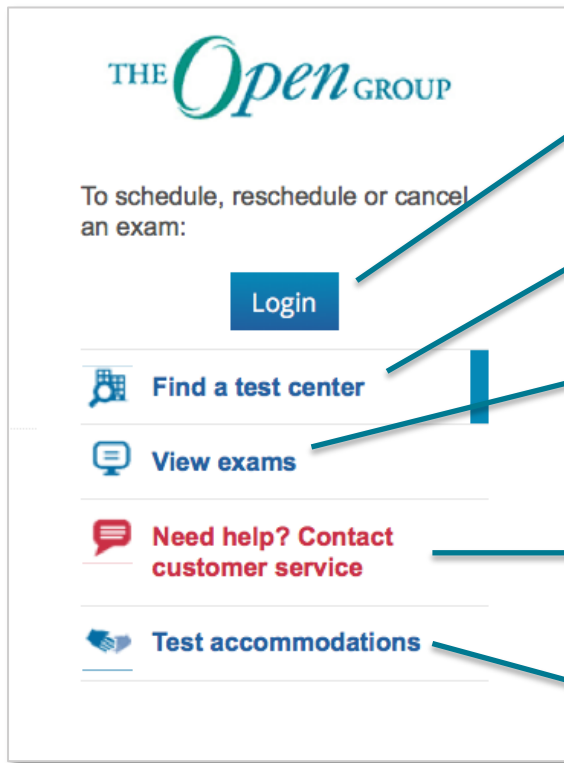 THE Open GROUP
To schedule, reschedule or cancel
an exam:
Login
Find a test center
View exams
Need help? Contact
customer service
Test accommodations